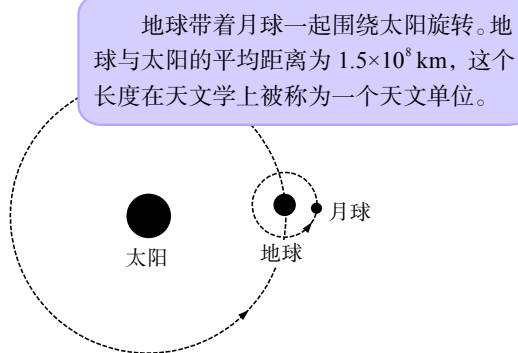 地球带着月球一起围绕太阳旋转。地
球与太阳的平均距离为 1.5×10⁸ km，这个
长度在天文学上被称为一个天文单位。
月球
地球
太阳